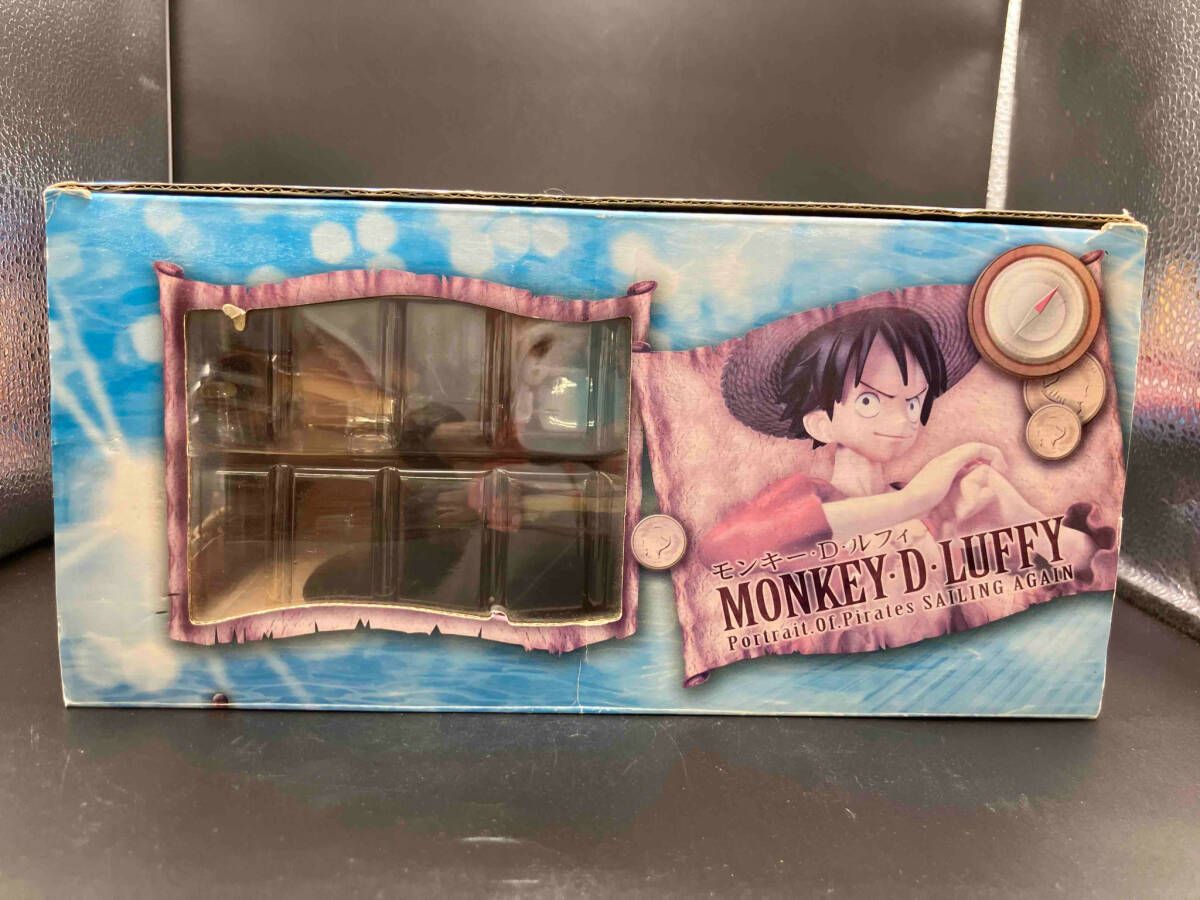 モンキー・D・ルフィ
MONKEY·D·LUFFY
Portrait.Of.Pirates SAILING AGAIN